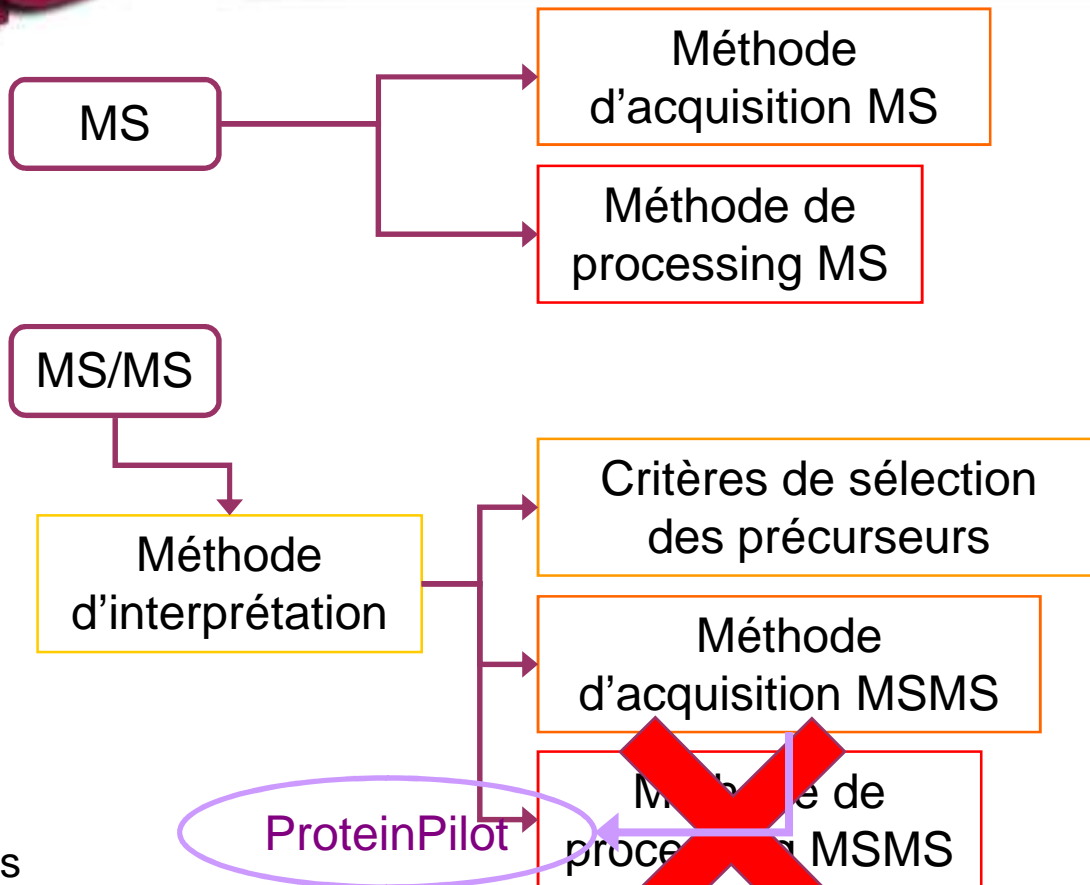 MS
Méthode
d'acquisition MS
Méthode de
processing MS
MS/MS
Méthode
d'interprétation
Critères de sélection
des précurseurs
Méthode
d'acquisition MSMS
de
MSMS
ProteinPilot
s